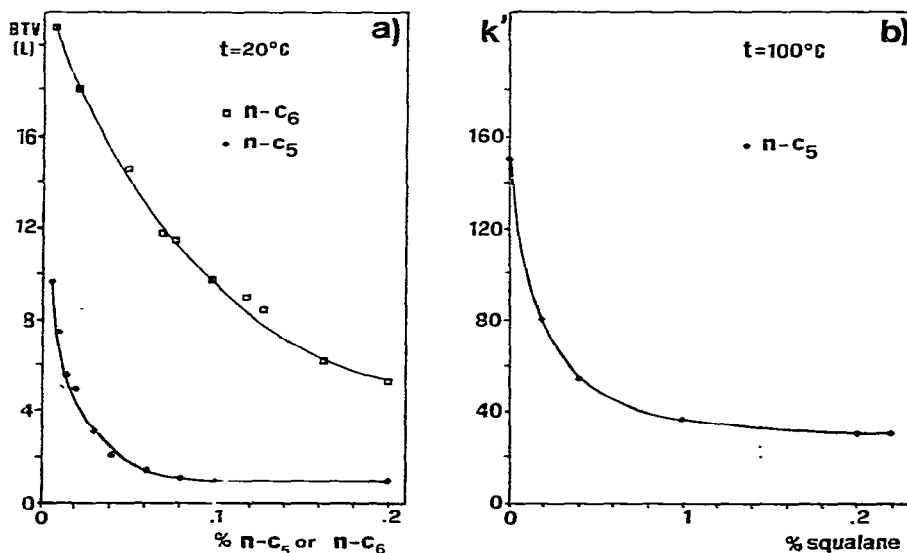 BTV
(L)
a)
t=20°C
n-c₆
n-c₅
16
12
8
4
0
0
.1
.2
% n-c₅ or n-c₆
k'
b)
t=100°C
n-c₅
160
120
80
40
0
0
.1
.2
% squalane